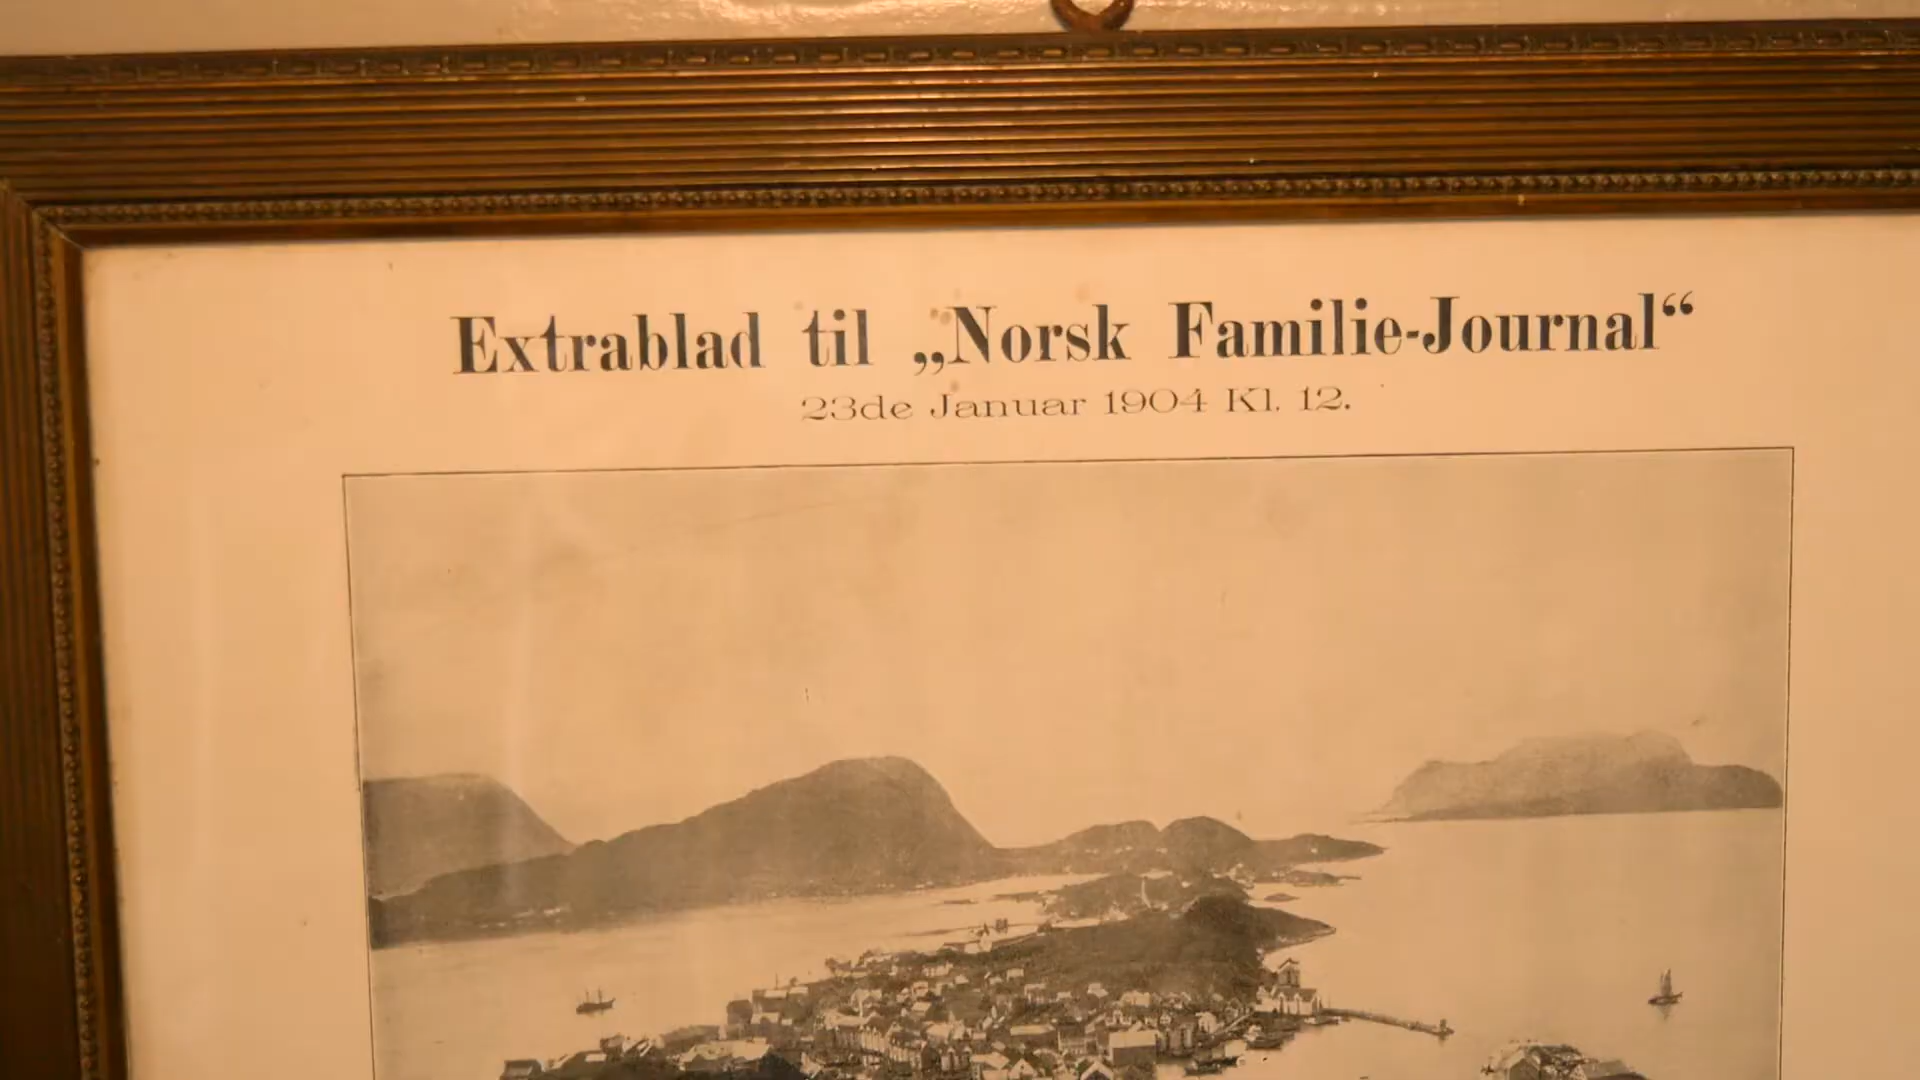 Extrablad til „Norsk Familie-Journal“
23de Januar 1904 Kl. 12.